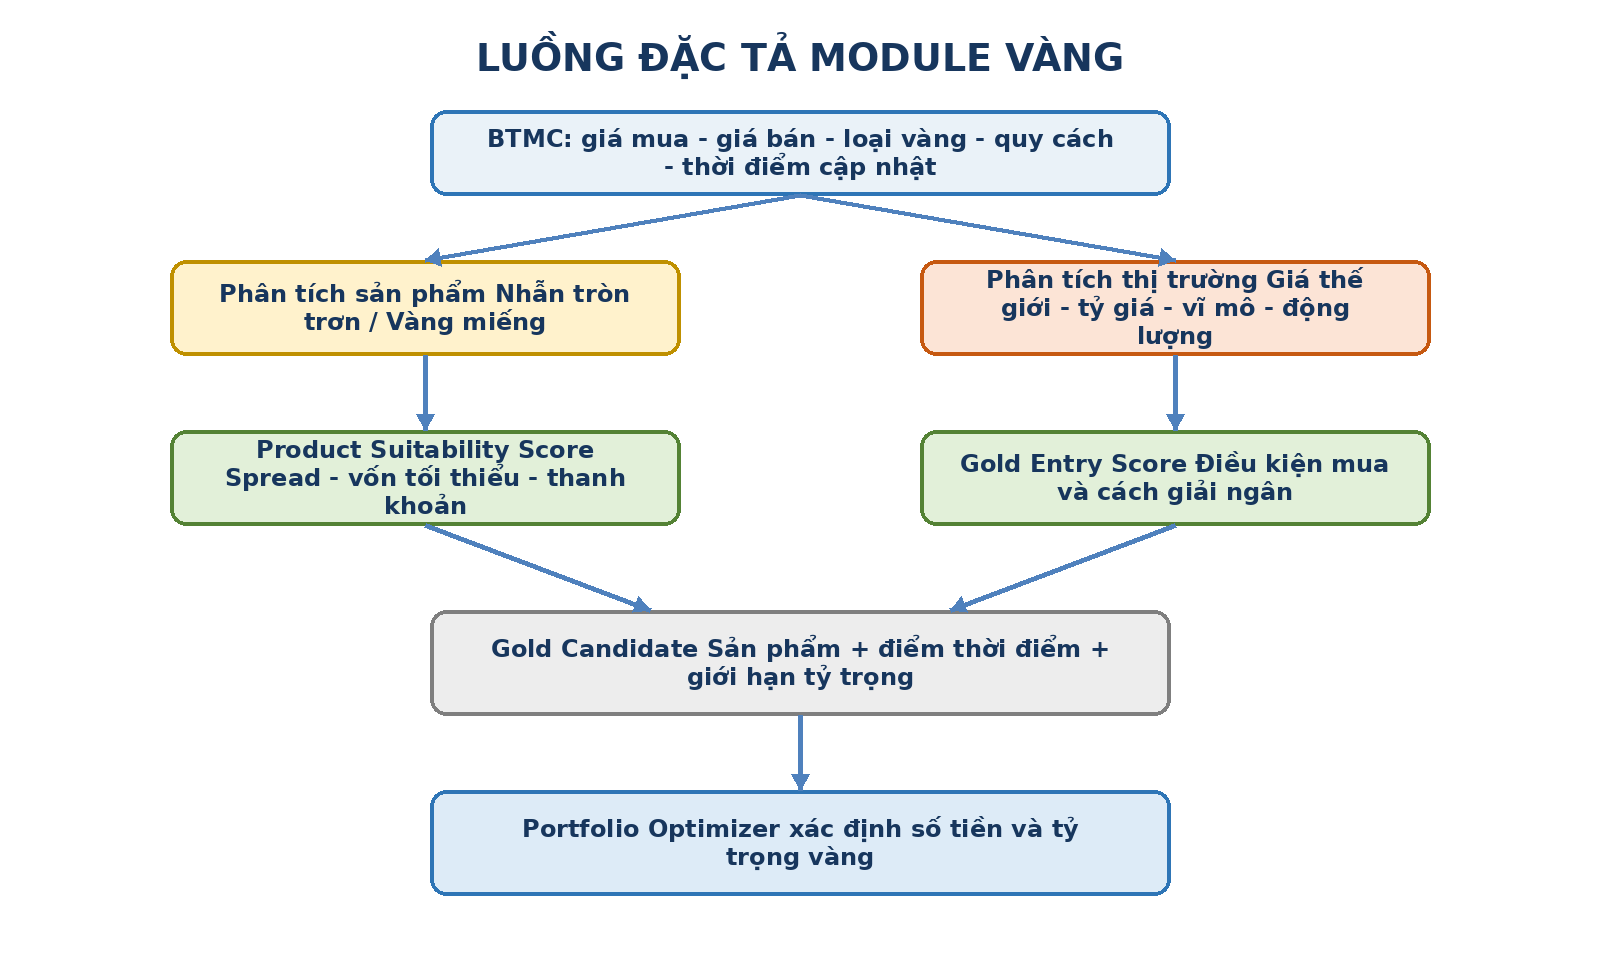 LUỒNG ĐẶC TẢ MODULE VÀNG
BTMC: giá mua - giá bán - loại vàng - quy cách
- thời điểm cập nhật
Phân tích sản phẩm Nhẫn tròn
trơn / Vàng miếng
Phân tích thị trường Giá thế
giới - tỷ giá - vĩ mô - động
lượng
Product Suitability Score
Spread - vốn tối thiểu - thanh
khoản
Gold Entry Score Điều kiện mua
và cách giải ngân
Gold Candidate Sản phẩm + điểm thời điểm +
giới hạn tỷ trọng
Portfolio Optimizer xác định số tiền và tỷ
trọng vàng